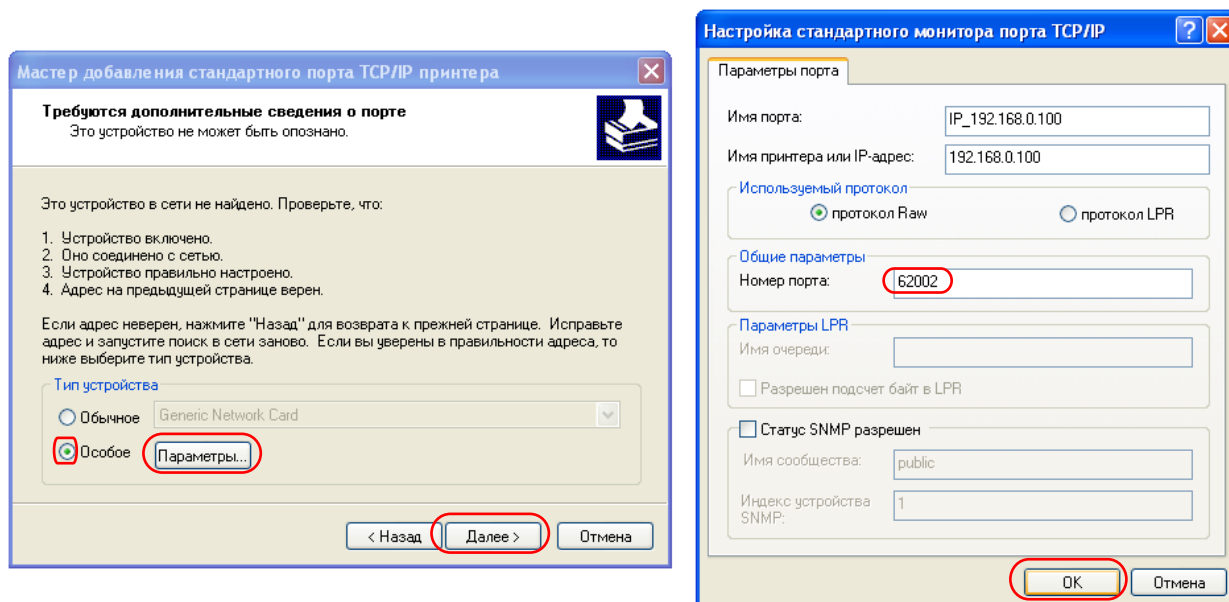 Мастер добавления стандартного порта TCP/IP принтера
Требуются дополнительные сведения о порте
Это устройство не может быть опознано.
Это устройство в сети не найдено. Проверьте, что:
1. Устройство включено.
2. Оно соединено с сетью.
3. Устройство правильно настроено.
4. Адрес на предыдущей странице верен.
Если адрес неверен, нажмите "Назад" для возврата к прежней странице. Исправьте
адрес и запустите поиск в сети заново. Если вы уверены в правильности адреса, то
ниже выберите тип устройства.
Тип устройства
Обычное Generic Network Card
Особое Параметры...
< Назад Далее > Отмена
Настройка стандартного монитора порта TCP/IP
Параметры порта
Имя порта: IP_192.168.0.100
Имя принтера или IP-адрес: 192.168.0.100
Используемый протокол
протокол Raw протокол LPR
Общие параметры
Номер порта: 62002
Параметры LPR
Имя очереди:
Разрешен подсчет байт в LPR
Статус SNMP разрешен
Имя сообщества: public
Индекс устройства 1
SNMP:
OK Отмена